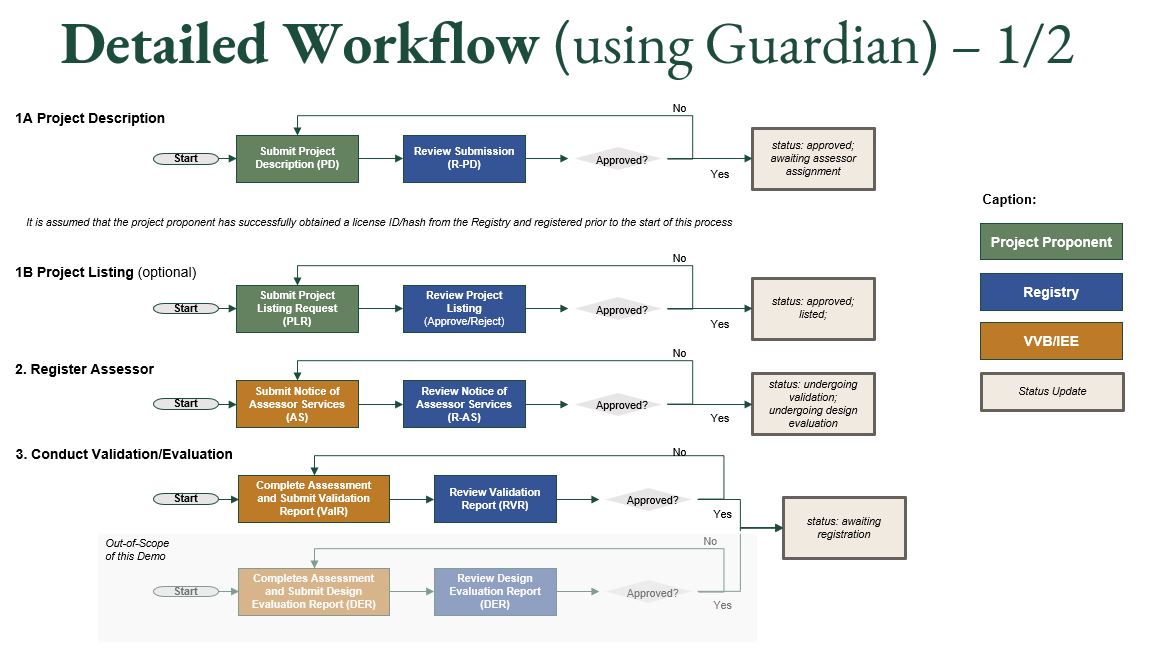 Detailed Workflow (using Guardian) – 1/2
1A Project Description
No
Start
Submit Project
Description (PD)
Review Submission
(R-PD)
Approved?
Yes
status: approved;
awaiting assessor
assignment
It is assumed that the project proponent has successfully obtained a license ID/hash from the Registry and registered prior to the start of this process
1B Project Listing (optional)
No
Start
Submit Project
Listing Request
(PLR)
Review Project
Listing
(Approve/Reject)
Approved?
Yes
status: approved;
listed;
2. Register Assessor
No
Start
Submit Notice of
Assessor Services
(AS)
Review Notice of
Assessor Services
(R-AS)
Approved?
Yes
status: undergoing
validation;
undergoing design
evaluation
3. Conduct Validation/Evaluation
No
Start
Complete Assessment
and Submit Validation
Report (ValR)
Review Validation
Report (RVR)
Approved?
Yes
status: awaiting
registration
Out-of-Scope
of this Demo
No
Start
Completes Assessment
and Submit Design
Evaluation Report (DER)
Review Design
Evaluation Report
(DER)
Approved?
Yes
Caption:
Project Proponent
Registry
VVB/IEE
Status Update